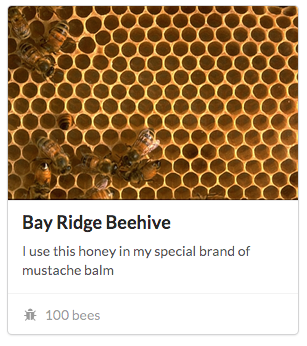 Bay Ridge Beehive
I use this honey in my special brand of
mustache balm
100 bees